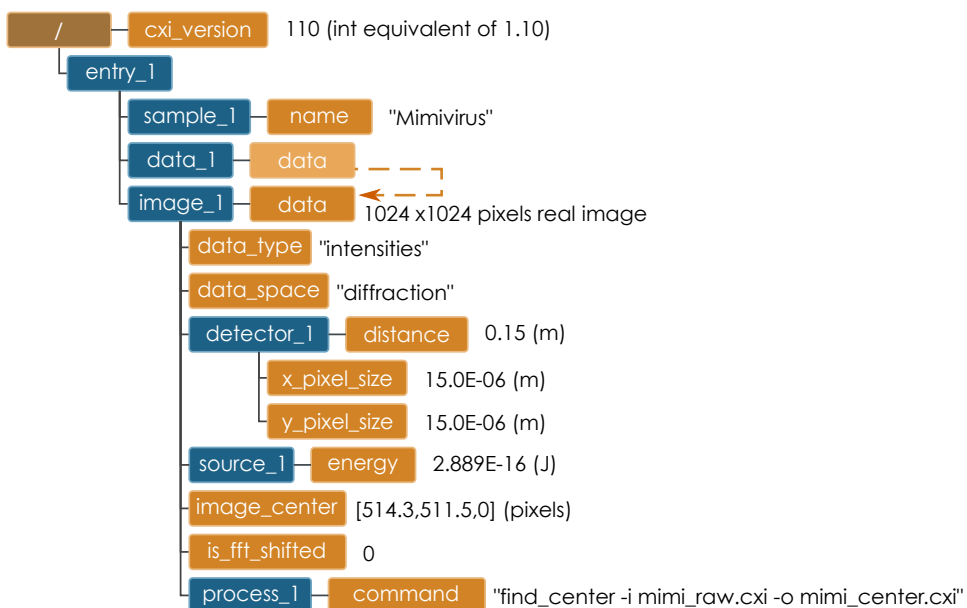 / cxi_version 110 (int equivalent of 1.10)
entry_1
sample_1 name "Mimivirus"
data_1 data
image_1 data 1024 x1024 pixels real image
data_type "intensities"
data_space "diffraction"
detector_1 distance 0.15 (m)
x_pixel_size 15.0E-06 (m)
y_pixel_size 15.0E-06 (m)
source_1 energy 2.889E-16 (J)
image_center [514.3,511.5,0] (pixels)
is_fft_shifted 0
process_1 command "find_center -i mimi_raw.cxi -o mimi_center.cxi"